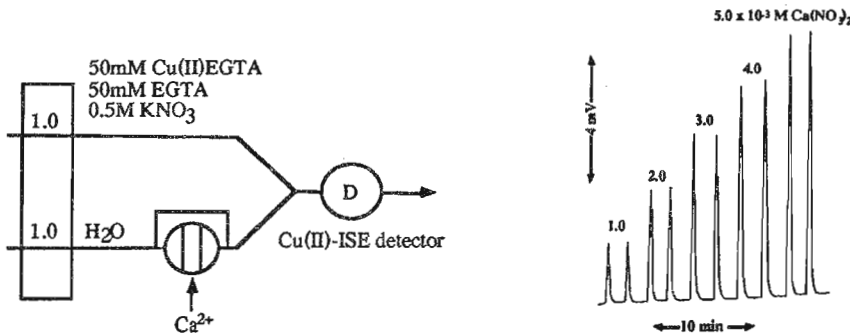 50mM Cu(II)EGTA
50mM EGTA
0.5M KNO3
1.0
1.0
H2O
D
Cu(II)-ISE detector
Ca2+
5.0 x 10-3 M Ca(NO3)2
4.0
3.0
2.0
1.0
4 mV
10 min